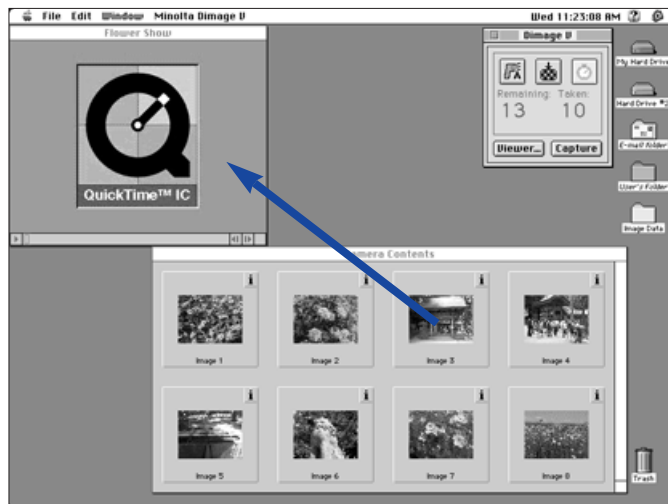 File Edit Window Minolta Dimage V
Wed 11:23:08 AM
Flower Show
QuickTime™ IC
Dimage V
Remaining: Taken:
13 10
Viewer... Capture
My Hard Drive
Hard Drive #2
E-mail folder
User's Folder
Image Data
Camera Contents
i i i i
Image 1 Image 2 Image 3 Image 4
i i i i
Image 5 Image 6 Image 7 Image 8
Trash